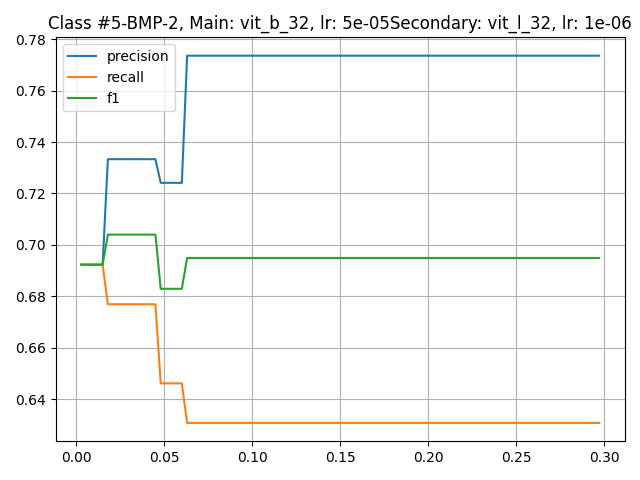 Class #5-BMP-2, Main: vit_b_32, lr: 5e-05Secondary: vit_l_32, lr: 1e-06
precision
recall
f1
0.78
0.76
0.74
0.72
0.70
0.68
0.66
0.64
0.00 0.05 0.10 0.15 0.20 0.25 0.30